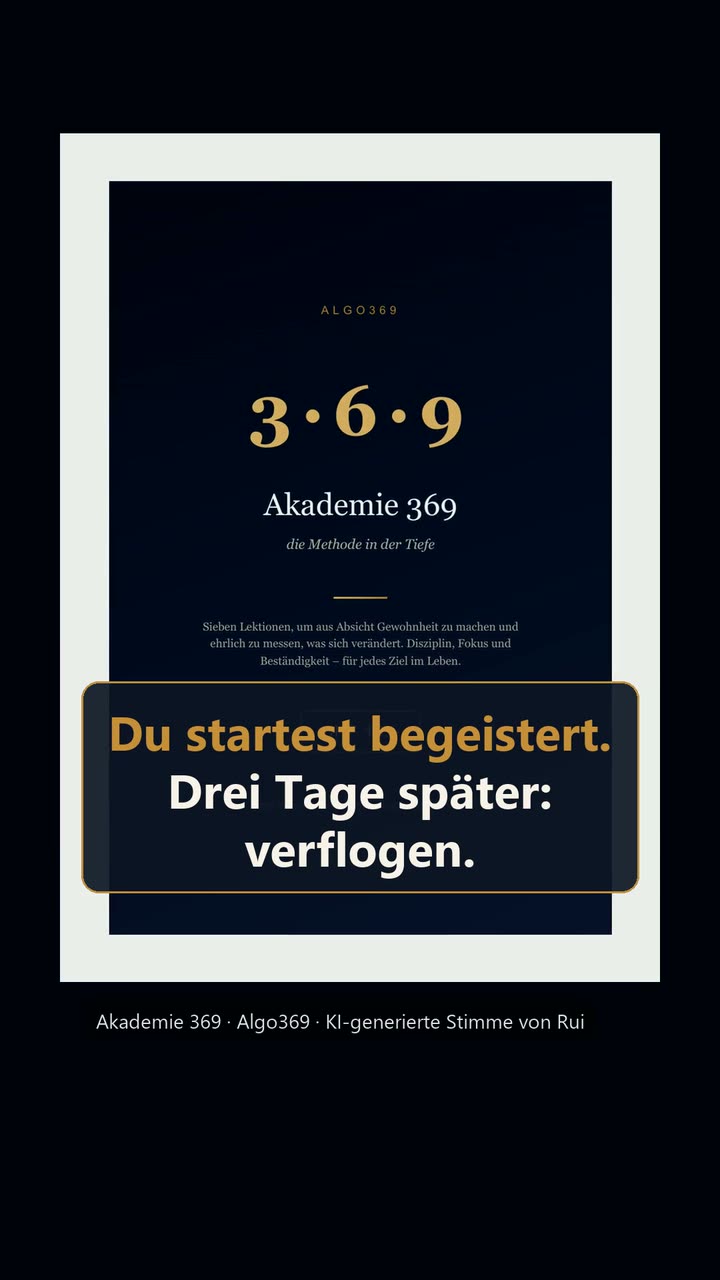 ALGO369
3·6·9
Akademie 369
die Methode in der Tiefe
Sieben Lektionen, um aus Absicht Gewohnheit zu machen und
ehrlich zu messen, was sich verändert. Disziplin, Fokus und
Beständigkeit – für jedes Ziel im Leben.
Du startest begeistert.
Drei Tage später:
verflogen.
Akademie 369 · Algo369 · KI-generierte Stimme von Rui